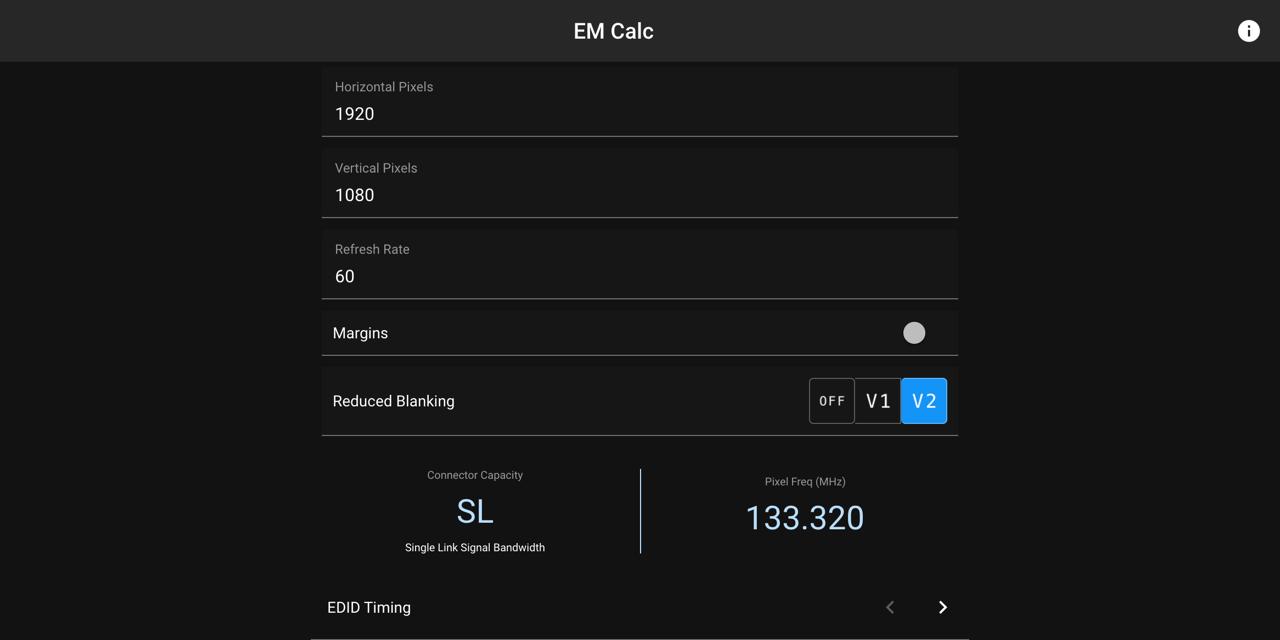 EM Calc
Horizontal Pixels
1920
Vertical Pixels
1080
Refresh Rate
60
Margins
Reduced Blanking
OFF V1 V2
Connector Capacity
SL
Single Link Signal Bandwidth
Pixel Freq (MHz)
133.320
EDID Timing